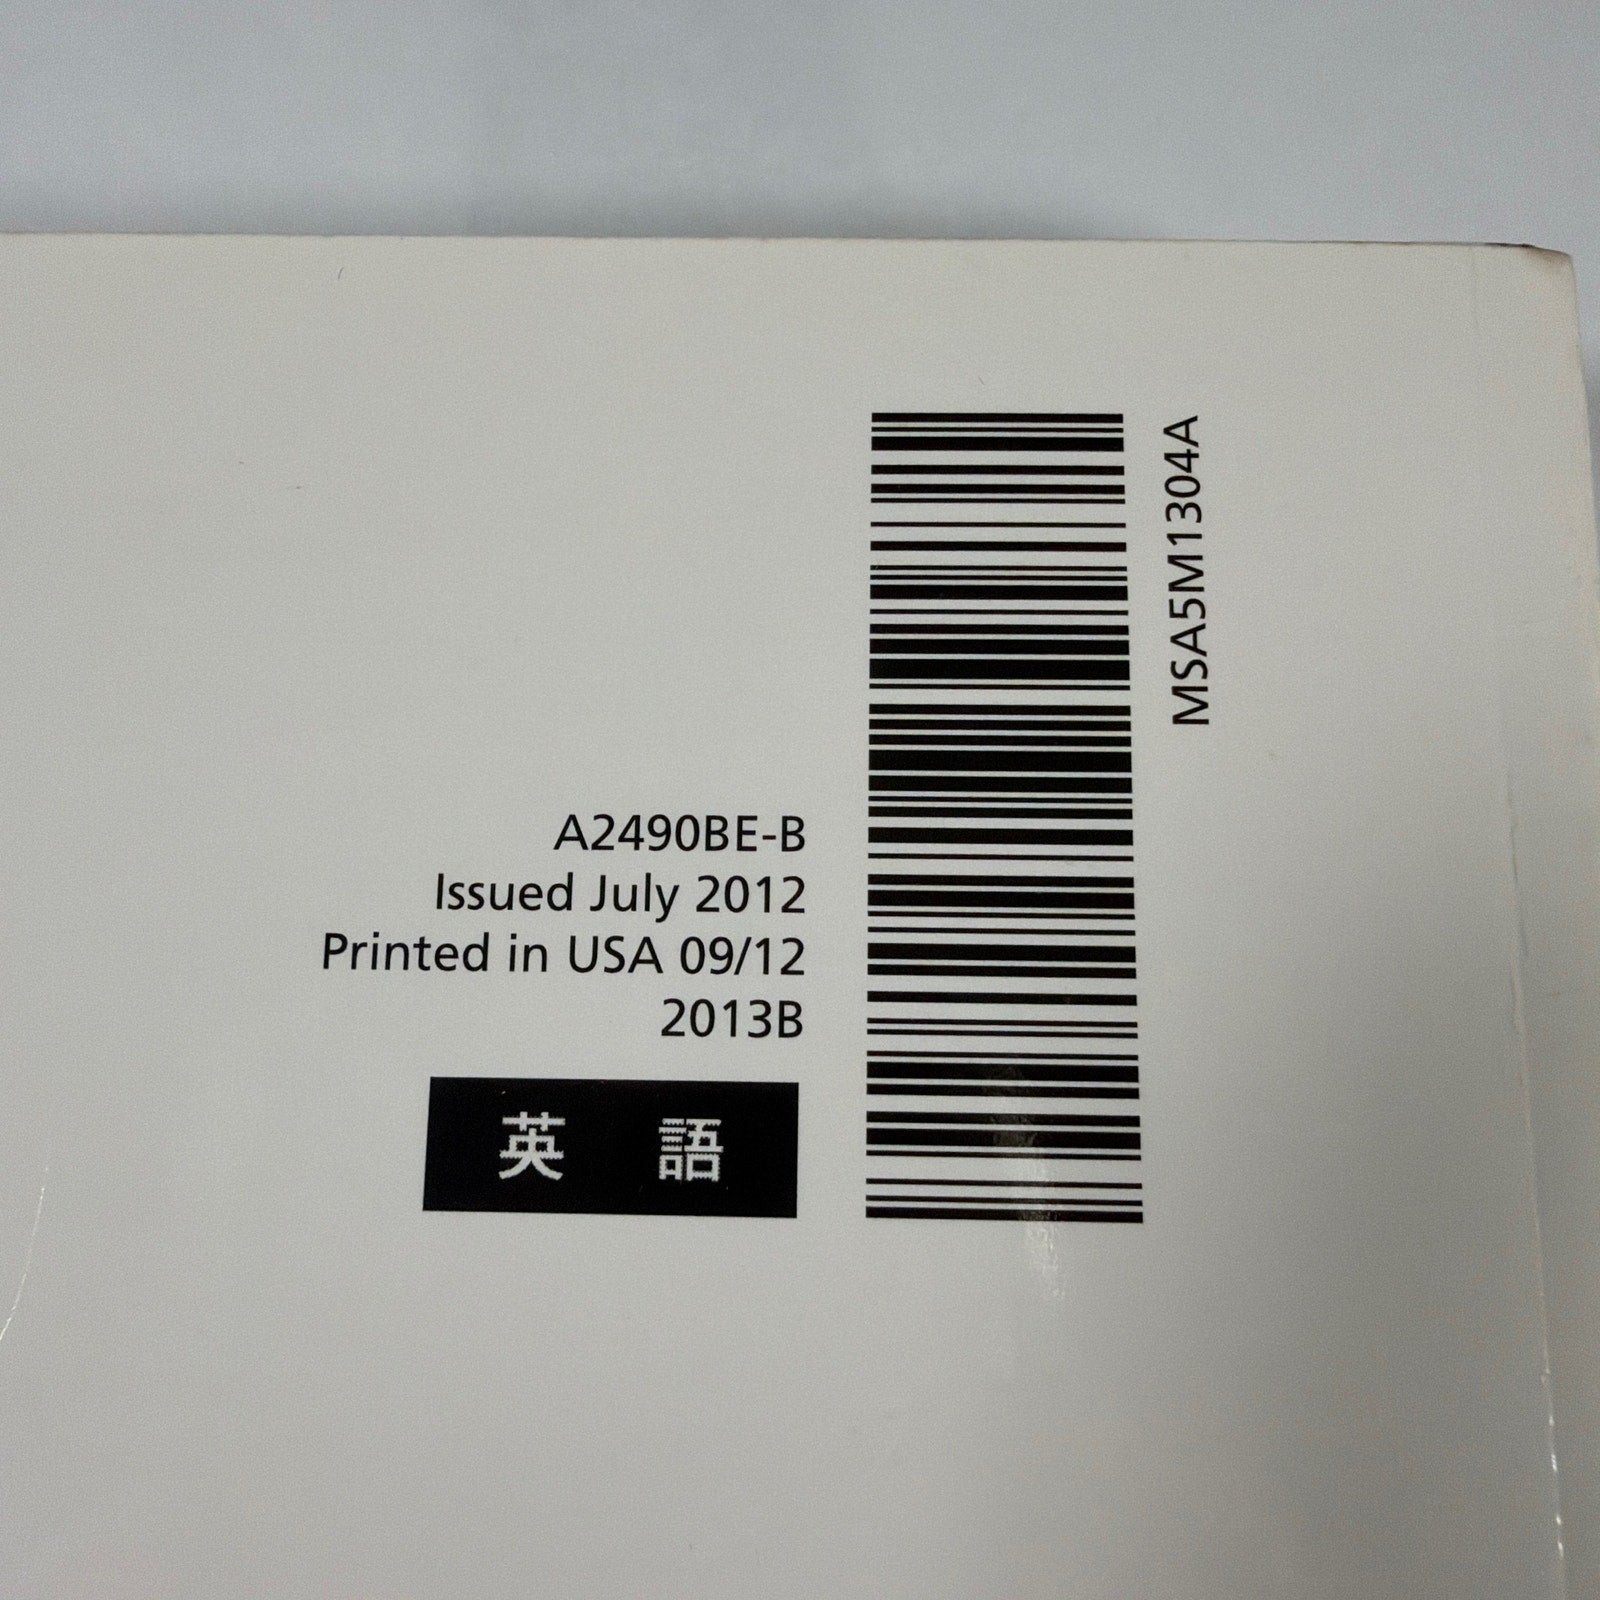 MSA5M1304A
A2490BE-B
Issued July 2012
Printed in USA 09/12
2013B
英 語